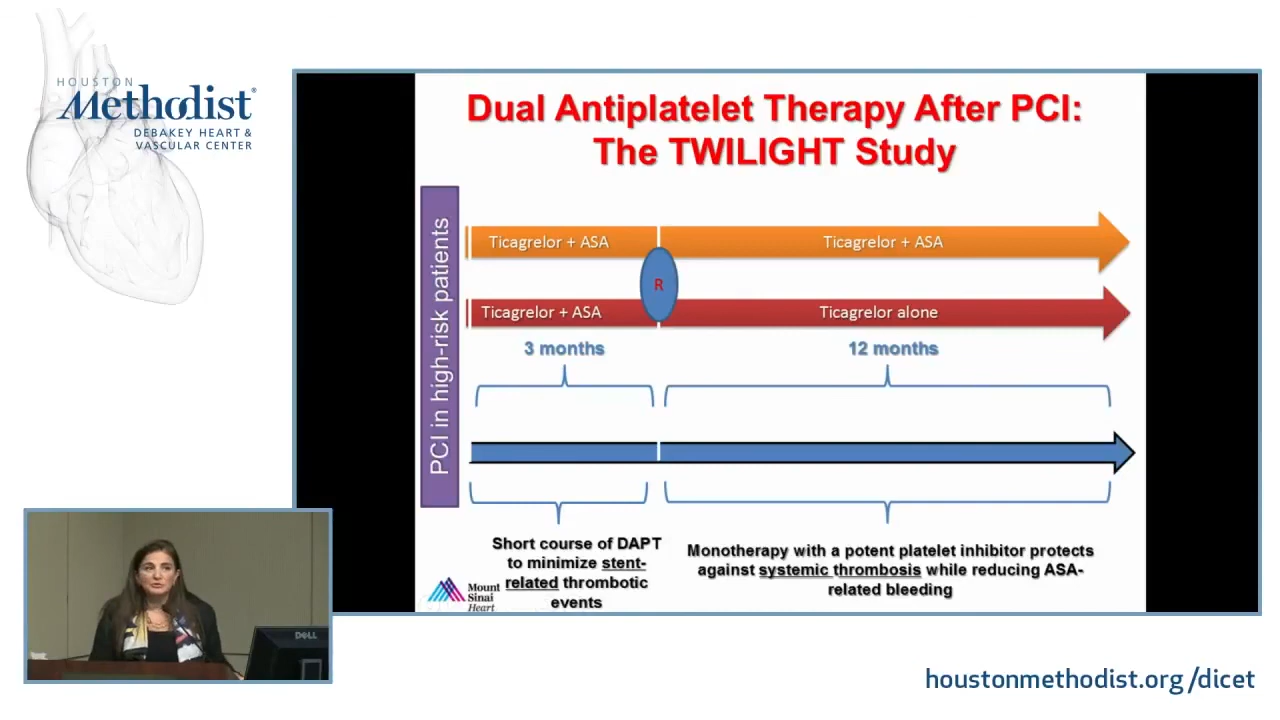 HOUSTON
Methodist®
DEBAKEY HEART &
VASCULAR CENTER
Dual Antiplatelet Therapy After PCI:
The TWILIGHT Study
PCI in high-risk patients
Ticagrelor + ASA
Ticagrelor + ASA
R
Ticagrelor + ASA
Ticagrelor alone
3 months
12 months
Short course of DAPT
to minimize stent-
related thrombotic
events
Monotherapy with a potent platelet inhibitor protects
against systemic thrombosis while reducing ASA-
related bleeding
Mount
Sinai
Heart
DELL
houstonmethodist.org/dicet